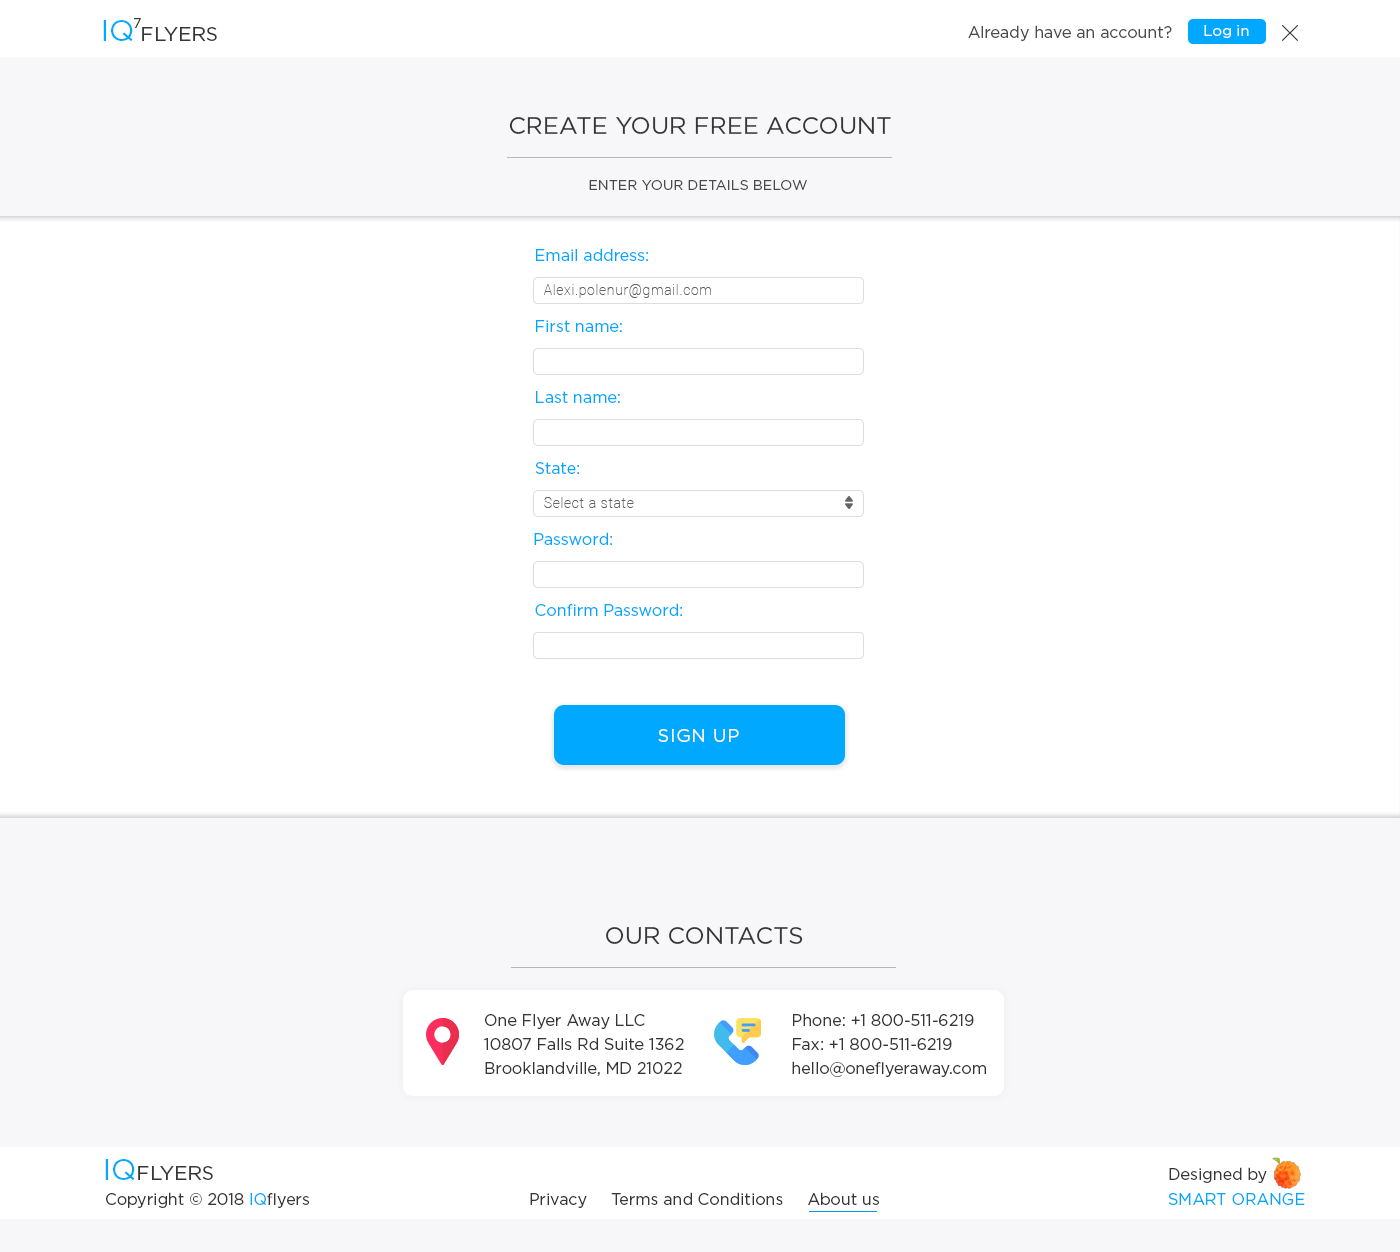 IQ7FLYERS
Already have an account? Log in
CREATE YOUR FREE ACCOUNT
ENTER YOUR DETAILS BELOW
Email address:
Alexi.polenur@gmail.com
First name:
Last name:
State:
Select a state
Password:
Confirm Password:
SIGN UP
OUR CONTACTS
One Flyer Away LLC
10807 Falls Rd Suite 1362
Brooklandville, MD 21022
Phone: +1 800-511-6219
Fax: +1 800-511-6219
hello@oneflyeraway.com
IQFLYERS
Copyright © 2018 IQflyers
Privacy Terms and Conditions About us
Designed by
SMART ORANGE